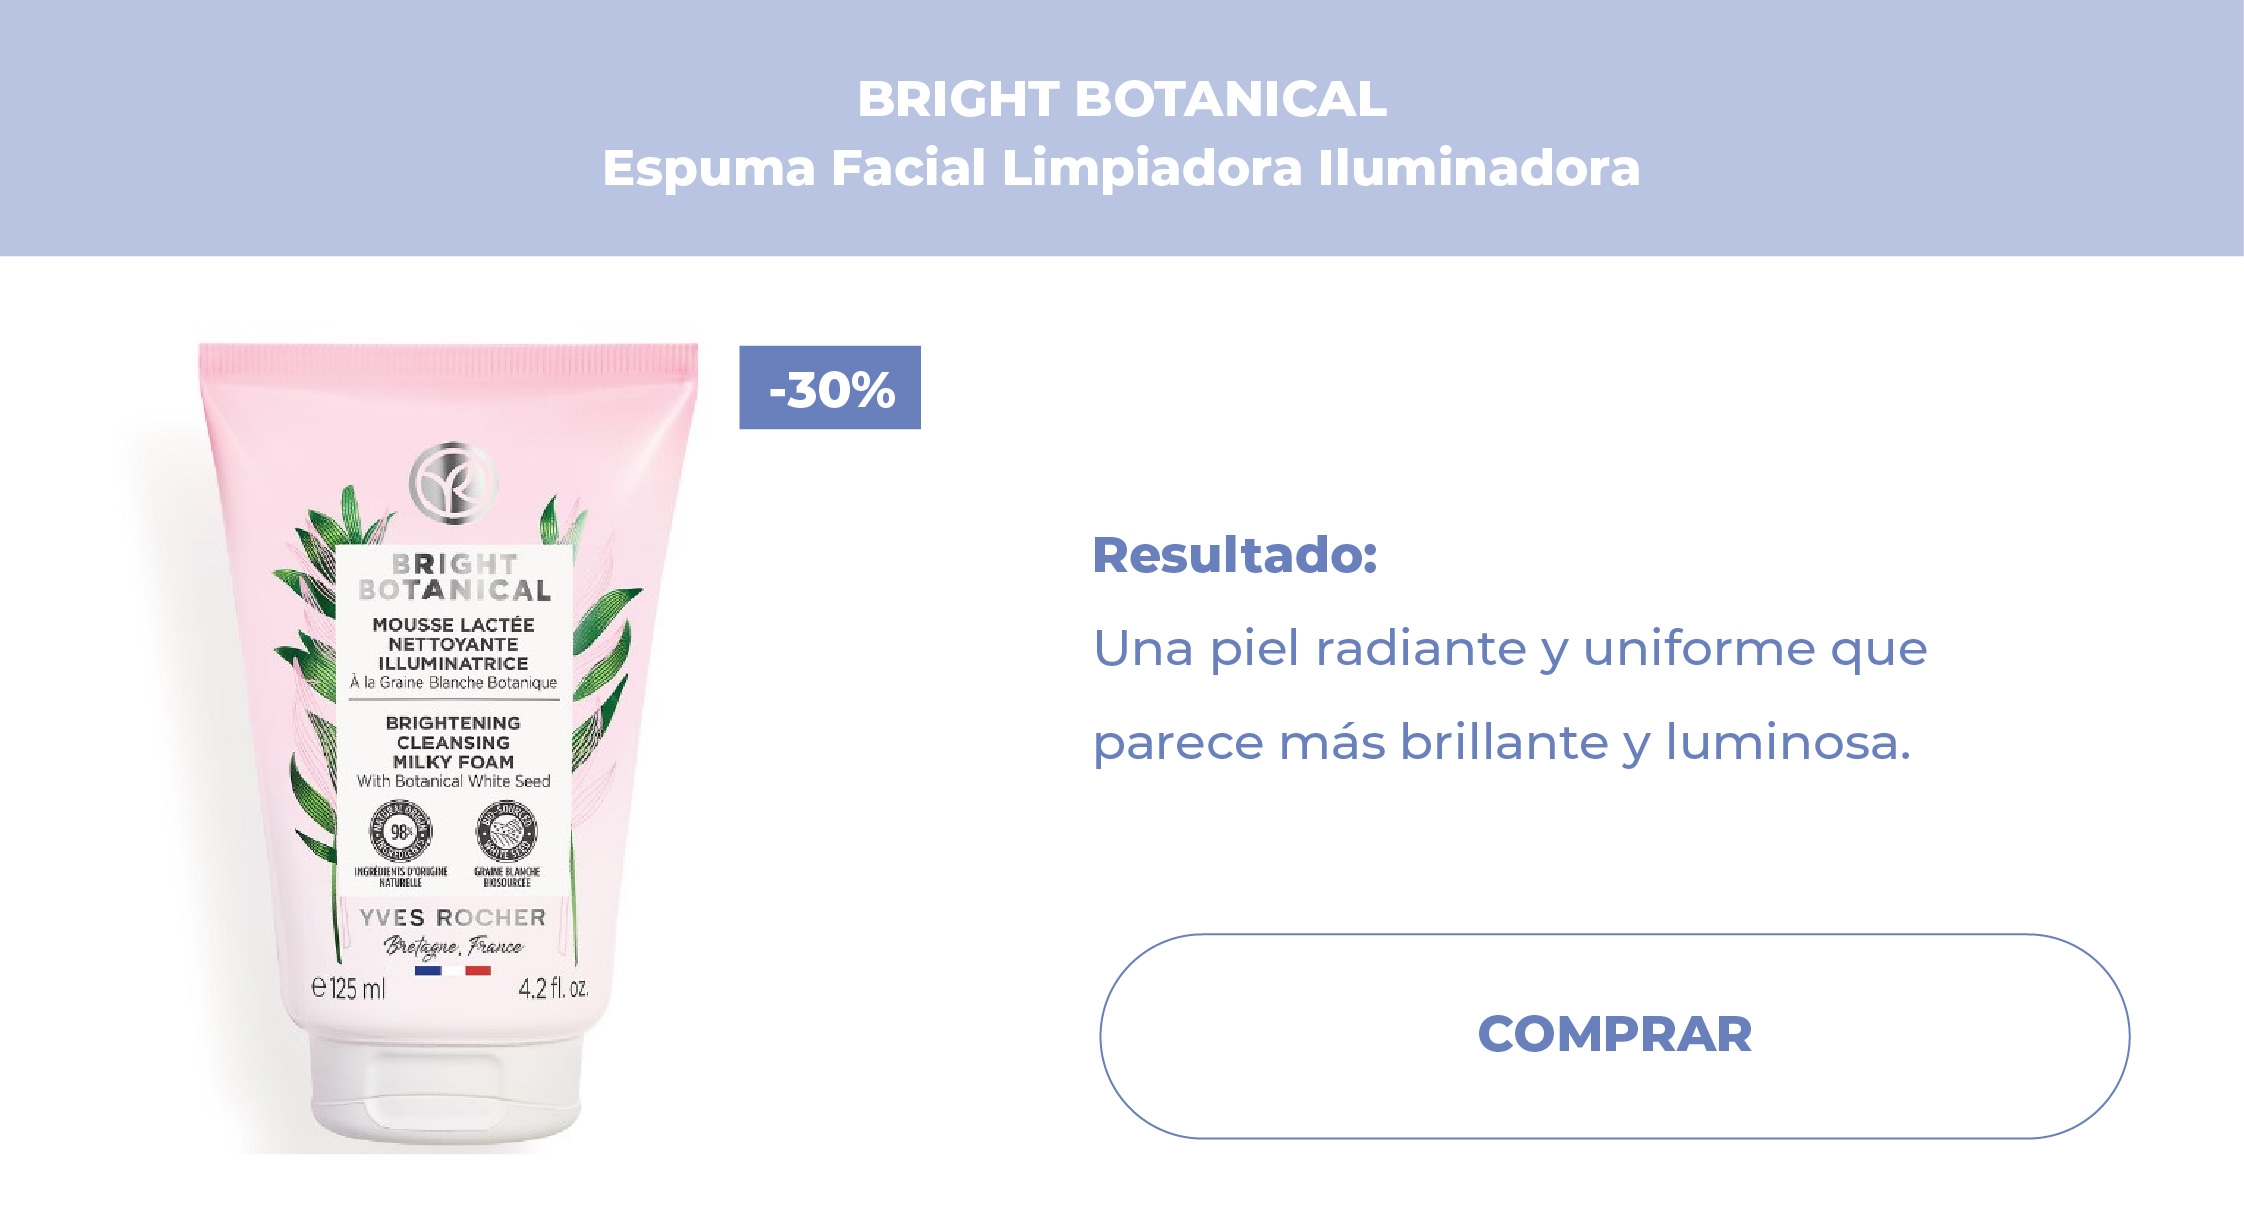 BRIGHT BOTANICAL
Espuma Facial Limpiadora Iluminadora
-30%
BRIGHT
BOTANICAL
MOUSSE LACTÉE
NETTOYANTE
ILLUMINATRICE
À la Graine Blanche Botanique
BRIGHTENING
CLEANSING
MILKY FOAM
With Botanical White Seed
98%
INGRÉDIENTS D'ORIGINE
NATURELLE
GRAINE BLANCHE
BIOSOURCÉE
YVES ROCHER
Bretagne, France
e 125 ml
4.2 fl. oz.
Resultado:
Una piel radiante y uniforme que
parece más brillante y luminosa.
COMPRAR